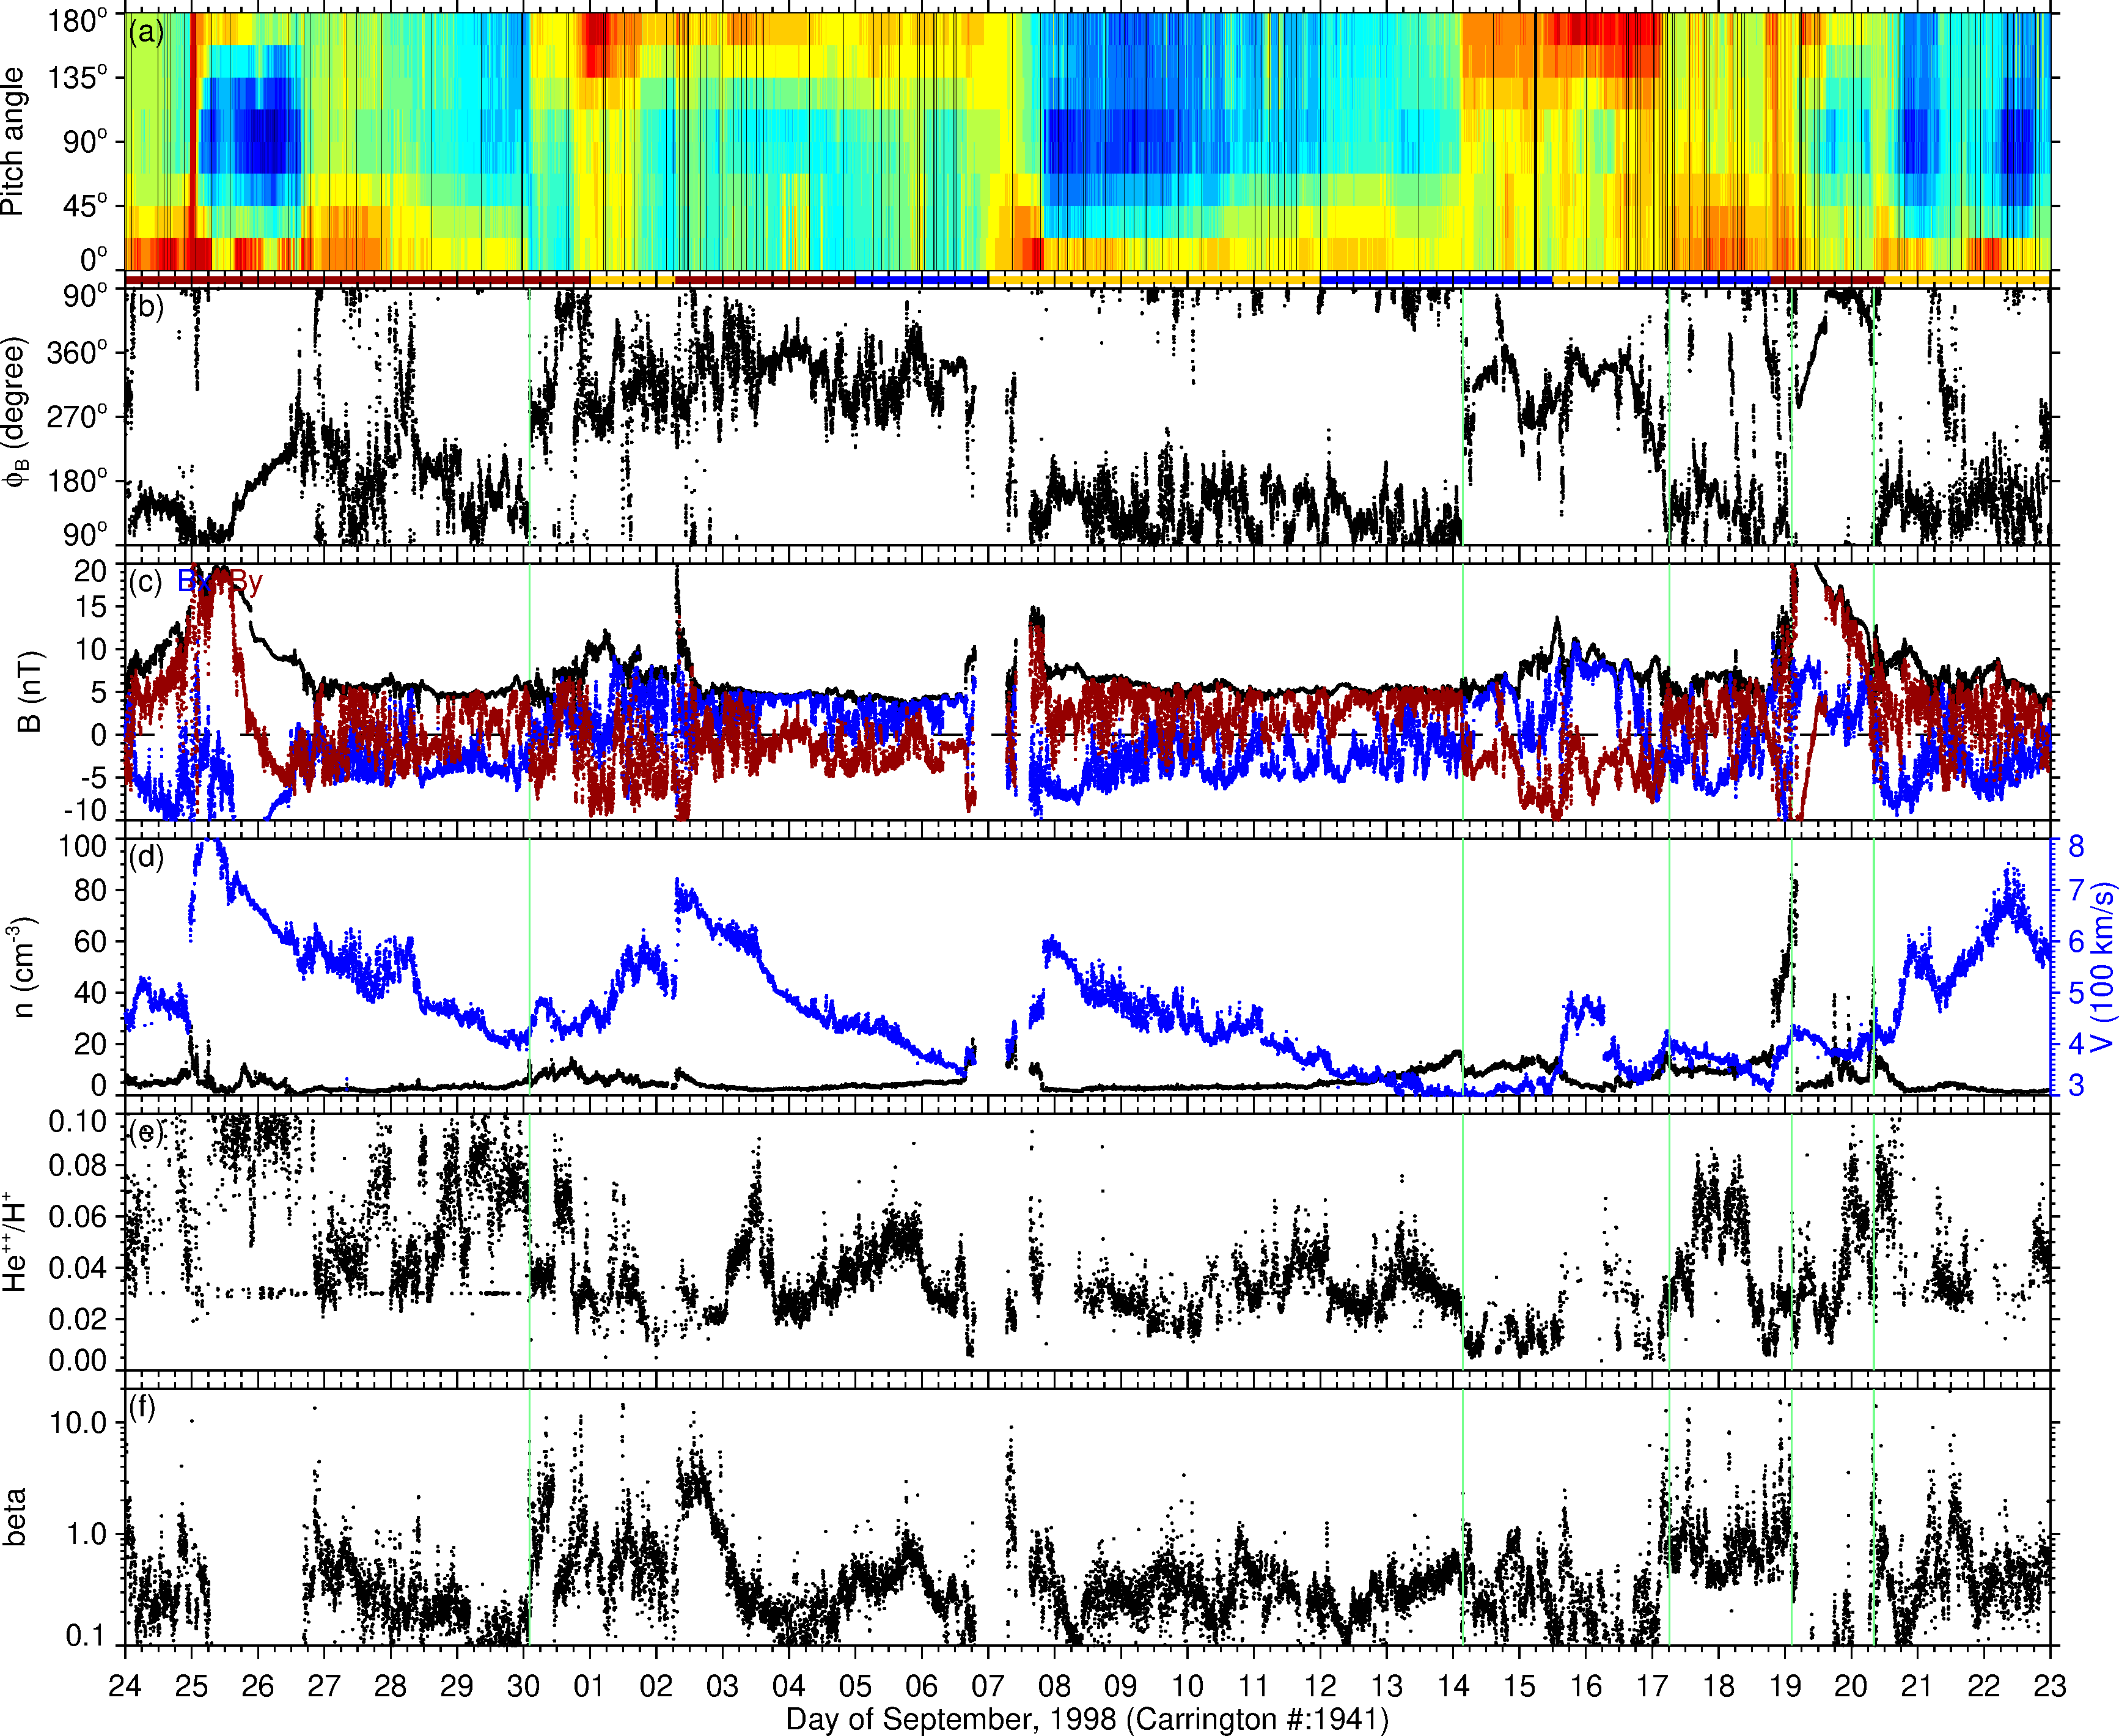 (a)
Pitch angle
180°
135°
90°
45°
0°
(b)
ϕB (degree)
90°
360°
270°
180°
90°
(c) Bx By
B (nT)
20
15
10
5
0
-5
-10
(d)
n (cm-3)
100
80
60
40
20
0
8
7
6
5
4
3
V (100 km/s)
(e)
He++/H+
0.10
0.08
0.06
0.04
0.02
0.00
(f)
beta
10.0
1.0
0.1
24 25 26 27 28 29 30 01 02 03 04 05 06 07 08 09 10 11 12 13 14 15 16 17 18 19 20 21 22 23
Day of September, 1998 (Carrington #:1941)